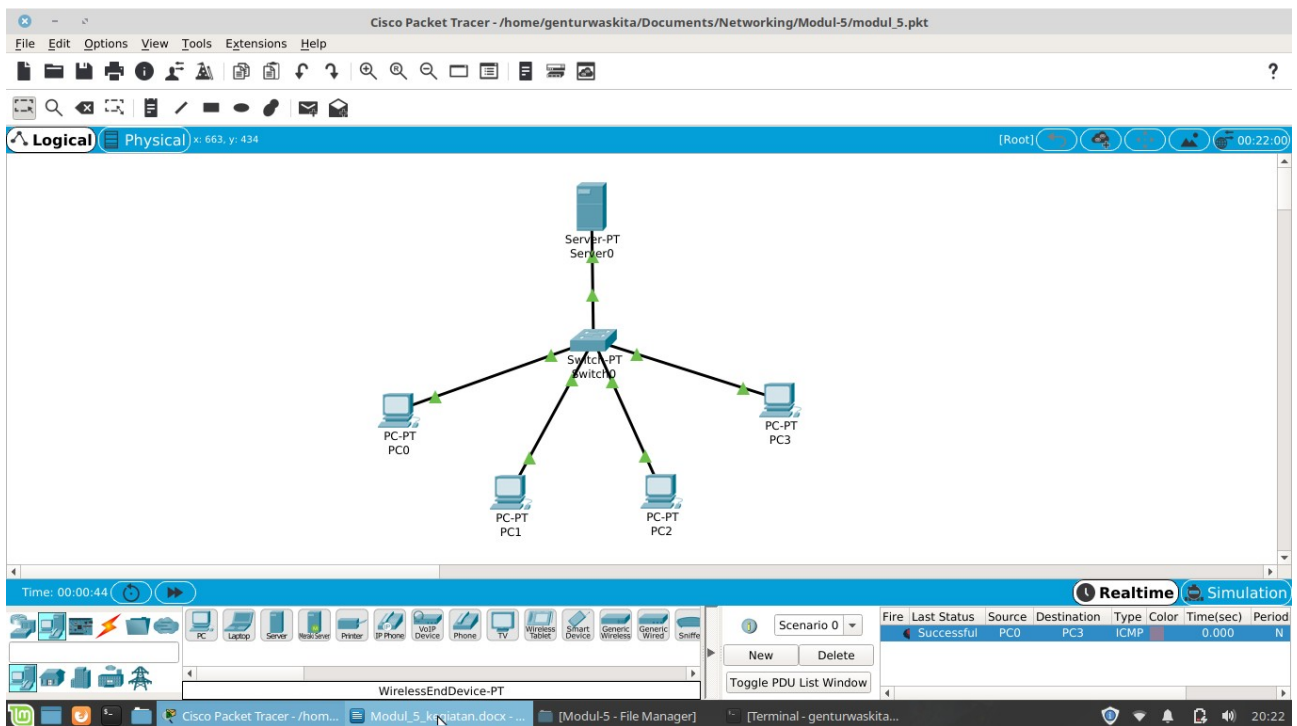 Cisco Packet Tracer - /home/genturwaskita/Documents/Networking/Modul-5/modul_5.pkt
File Edit Options View Tools Extensions Help
?
Logical Physical x: 663, y: 434 [Root] 00:22:00
Server-PT
Server0
Switch-PT
Switch0
PC-PT
PC0
PC-PT
PC3
PC-PT
PC1
PC-PT
PC2
Time: 00:00:44 Realtime Simulation
PC Laptop Server Printer IP Phone VoIP Device Phone TV Wireless Tablet Smart Device Generic Wireless Generic Wired Sniffe
Scenario 0
New Delete
Toggle PDU List Window
Fire Last Status Source Destination Type Color Time(sec) Period
Successful PC0 PC3 ICMP 0.000 N
WirelessEndDevice-PT
Cisco Packet Tracer - /hom... Modul_5_kegiatan.docx - ... [Modul-5 - File Manager] [Terminal - genturwaskita... 20:22